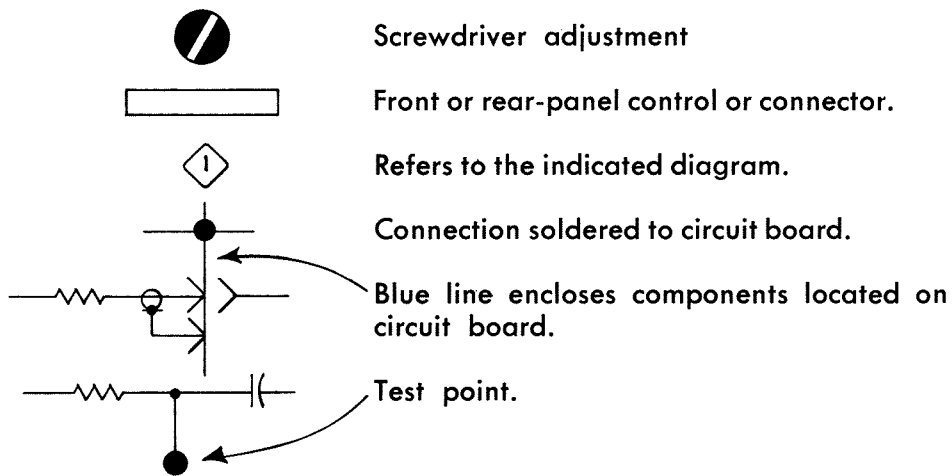 Screwdriver adjustment
Front or rear-panel control or connector.
1
Refers to the indicated diagram.
Connection soldered to circuit board.
Blue line encloses components located on
circuit board.
Test point.